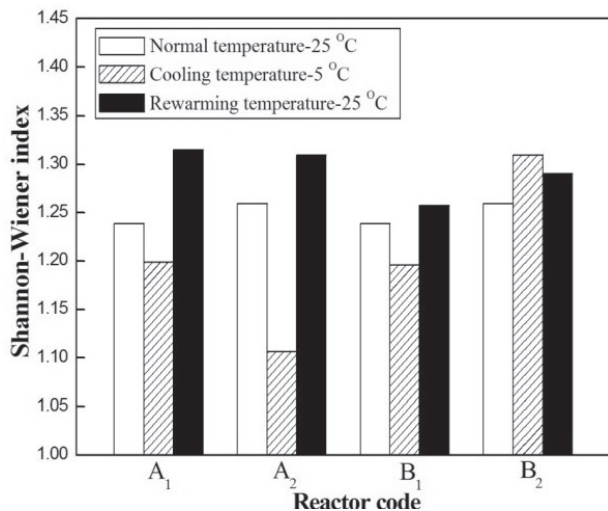 1.45
1.40
1.35
1.30
1.25
1.20
1.15
1.10
1.05
1.00
Shannon-Wiener index
Normal temperature-25 °C
Cooling temperature-5 °C
Rewarming temperature-25 °C
A₁ A₂ B₁ B₂
Reactor code